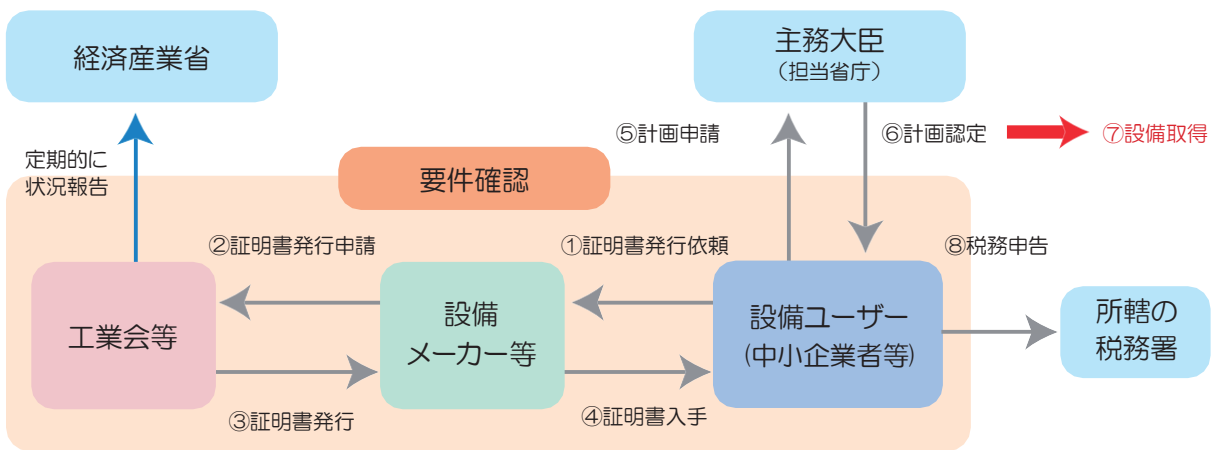 経済産業省
主務大臣
（担当省庁）
⑤計画申請
⑥計画認定
⑦設備取得
定期的に
状況報告
要件確認
②証明書発行申請
①証明書発行依頼
⑧税務申告
工業会等
設備
メーカー等
設備ユーザー
(中小企業者等)
所轄の
税務署
③証明書発行
④証明書入手